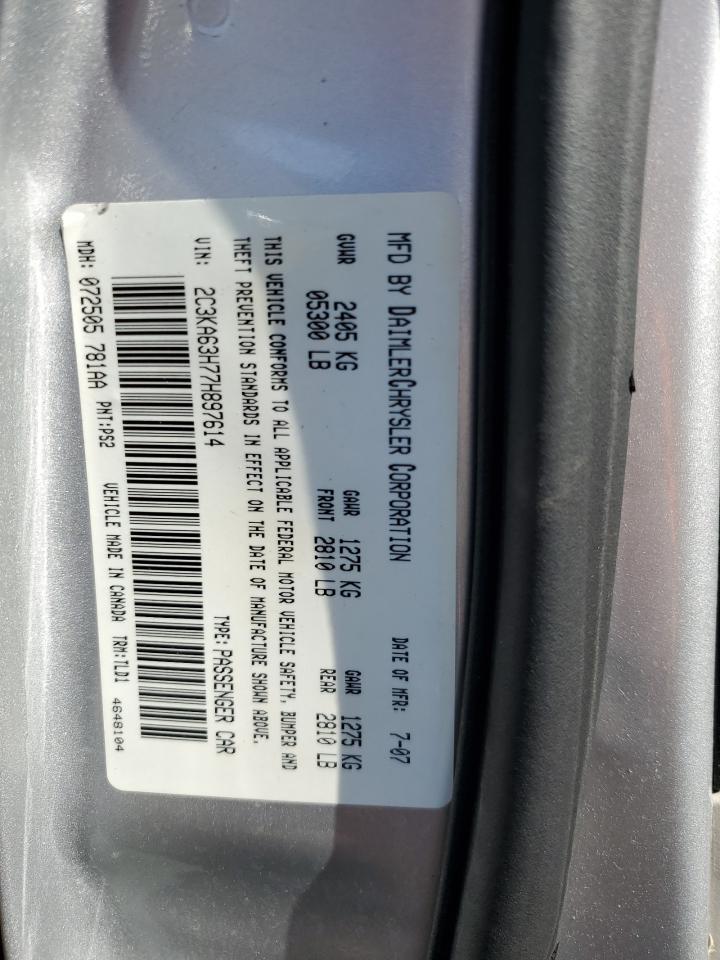 MFD BY DAIMLERCHRYSLER CORPORATION DATE OF MFR: 7-07
GVWR 2405 KG GAWR 1275 KG GAWR 1275 KG
05300 LB FRONT 2810 LB REAR 2810 LB
THIS VEHICLE CONFORMS TO ALL APPLICABLE FEDERAL MOTOR VEHICLE SAFETY, BUMPER AND
THEFT PREVENTION STANDARDS IN EFFECT ON THE DATE OF MANUFACTURE SHOWN ABOVE.
VIN: 2C3KA63H77H897614 TYPE: PASSENGER CAR
MDH: 072505 781AA PNT: PS2 VEHICLE MADE IN CANADA TRM: TLD1 4648104